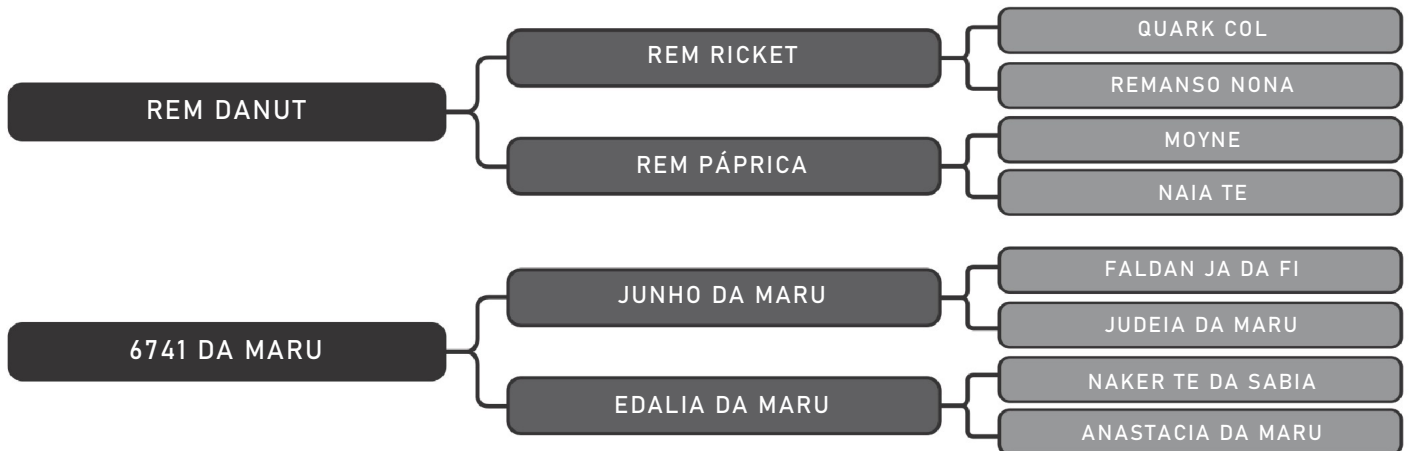 REM DANUT
REM RICKET
QUARK COL
REMANSO NONA
REM PÁPRICA
MOYNE
NAIA TE
6741 DA MARU
JUNHO DA MARU
FALDAN JA DA FI
JUDEIA DA MARU
EDALIA DA MARU
NAKER TE DA SABIA
ANASTACIA DA MARU